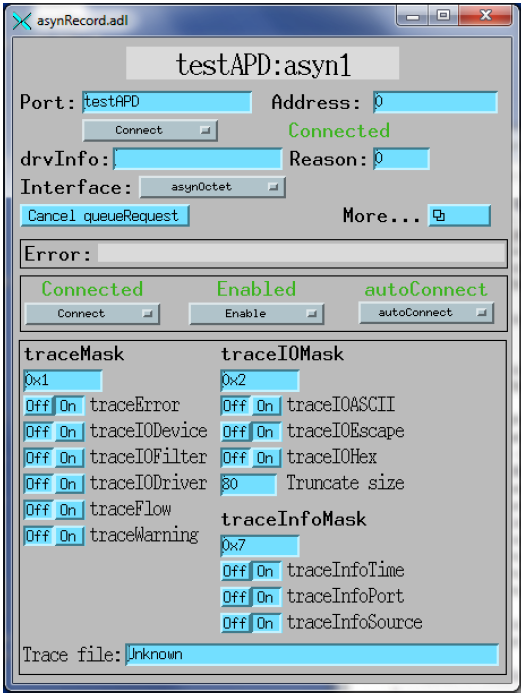 asynRecord.adl
testAPD:asyn1
Port: testAPD Address: 0
Connect Connected
drvInfo: Reason: 0
Interface: asynOctet
Cancel queueRequest More...
Error:
Connected Enabled autoConnect
Connect Enable autoConnect
traceMask traceIOMask
0x1 0x2
Off On traceError Off On traceIOASCII
Off On traceIODevice Off On traceIOEscape
Off On traceIOFilter Off On traceIOHex
Off On traceIODriver 80 Truncate size
Off On traceFlow traceInfoMask
Off On traceWarning 0x7
Off On traceInfoTime
Off On traceInfoPort
Off On traceInfoSource
Trace file: Unknown